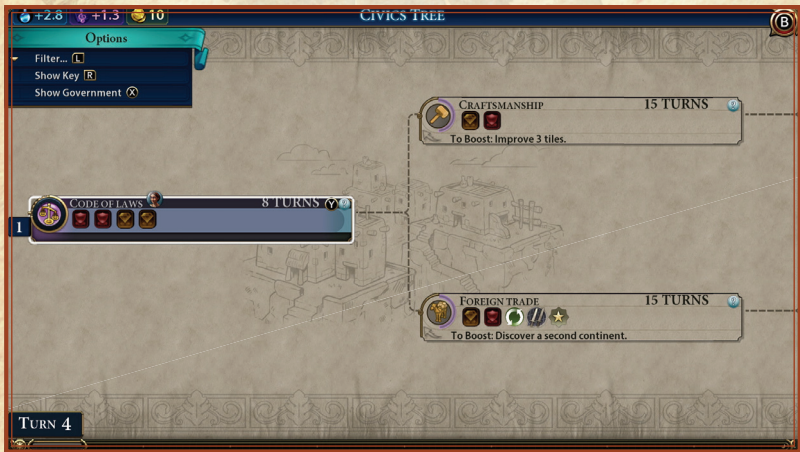 +2.8 +1.3 10
CIVICS TREE
B
Options
Filter... L
Show Key R
Show Government X
CRAFTSMANSHIP 15 TURNS
To Boost: Improve 3 tiles.
CODE OF LAWS 8 TURNS Y
1
FOREIGN TRADE 15 TURNS
To Boost: Discover a second continent.
TURN 4